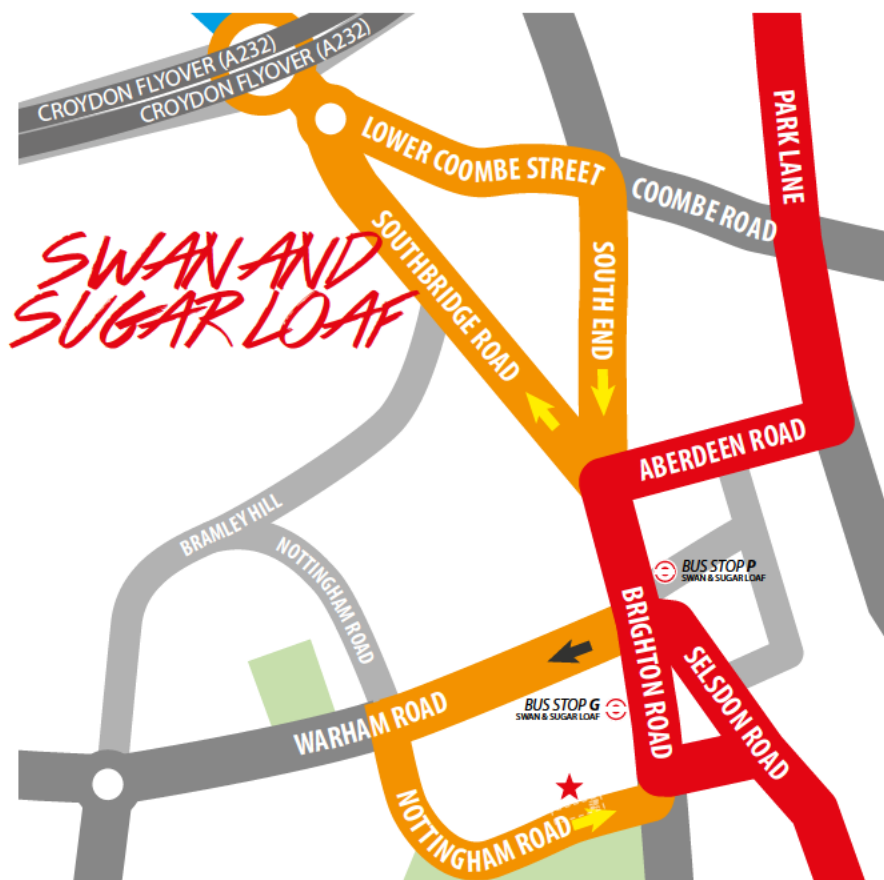 CROYDON FLYOVER (A232)
CROYDON FLYOVER (A232)
PARK LANE
LOWER COOMBE STREET
COOMBE ROAD
SWAN AND
SUGAR LOAF
SOUTHBRIDGE ROAD
SOUTH END
ABERDEEN ROAD
BRAMLEY HILL
NOTTINGHAM ROAD
BUS STOP P
SWAN & SUGAR LOAF
BRIGHTON ROAD
SELSDON ROAD
BUS STOP G
SWAN & SUGAR LOAF
WARHAM ROAD
NOTTINGHAM ROAD